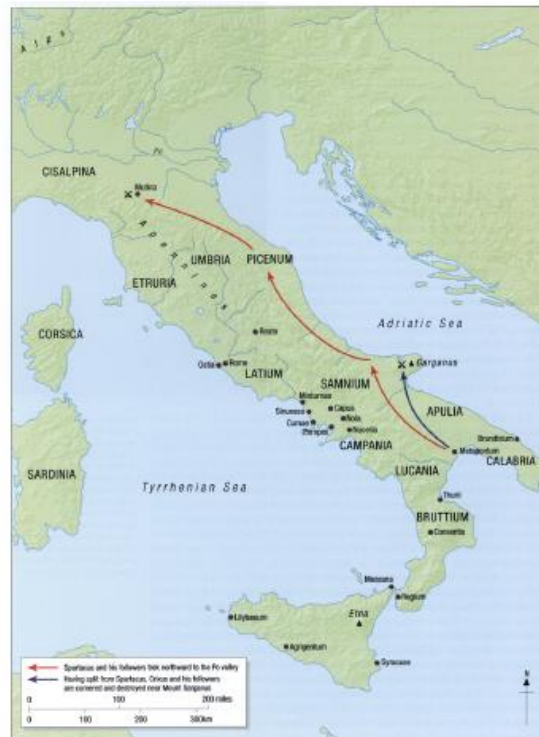 Alps
Po
CISALPINA
Mutina
Apennines
UMBRIA
PICENUM
ETRURIA
CORSICA
Adriatic Sea
Reate
Ostia
Rome
Garganus
LATIUM
SAMNIUM
Minturnae
Capua
APULIA
Sinuessa
Nola
Cumae
Nuceria
Brundisium
Pompeii
Metapontum
CAMPANIA
CALABRIA
SARDINIA
LUCANIA
Tyrrhenian Sea
Thurii
BRUTTIUM
Consentia
Messana
Rhegium
Lilybaeum
Etna
Agrigentum
Syracuse
Spartacus and his followers trek northward to the Po valley
Having split from Spartacus, Crixus and his followers
are cornered and destroyed near Mount Garganus
0 100 200 miles
0 100 200 300km
N